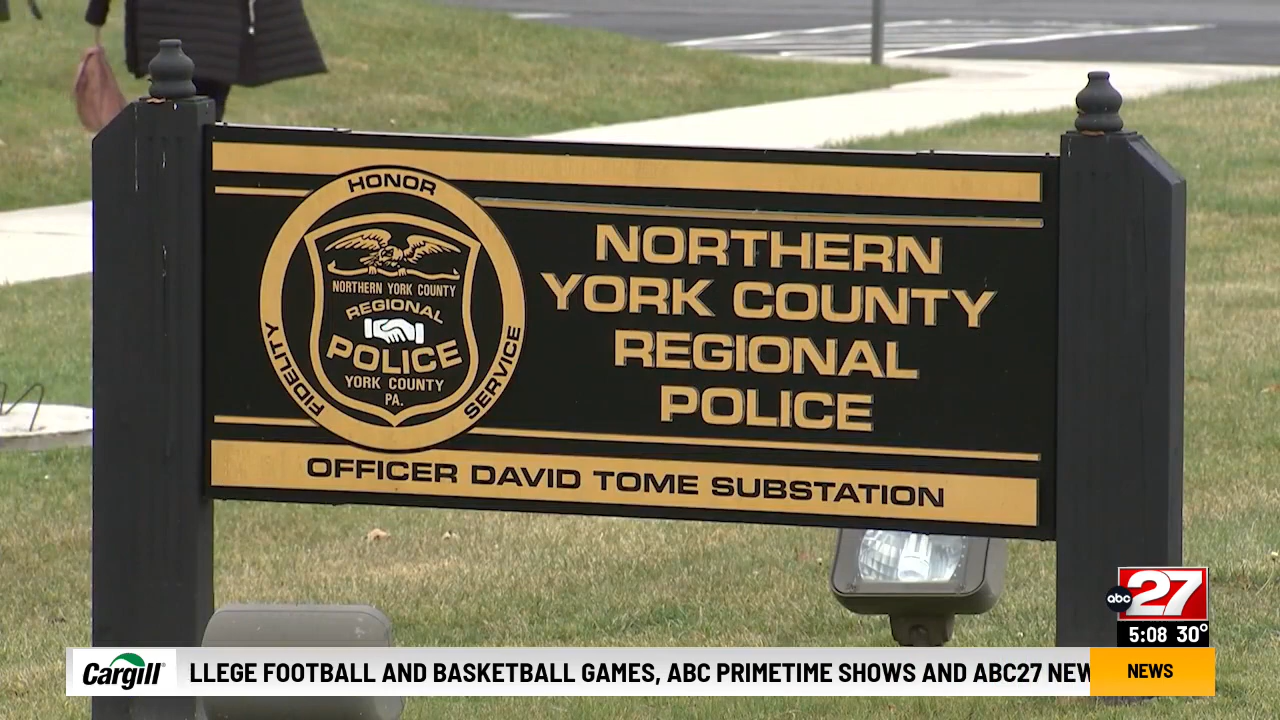 HONOR
FIDELITY
SERVICE
NORTHERN YORK COUNTY
REGIONAL
POLICE
YORK COUNTY
PA.
NORTHERN
YORK COUNTY
REGIONAL
POLICE
OFFICER DAVID TOME SUBSTATION
abc 27
5:08 30°
Cargill LLEGE FOOTBALL AND BASKETBALL GAMES, ABC PRIMETIME SHOWS AND ABC27 NEW
NEWS